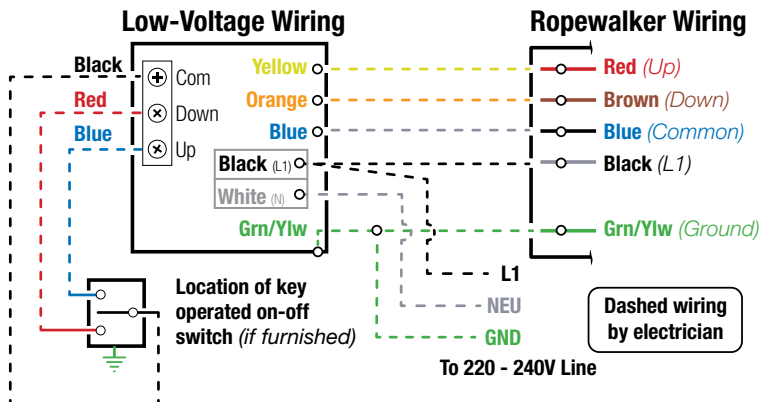 Low-Voltage Wiring
Ropewalker Wiring
Black
Com
Red
Down
Blue
Up
Yellow
Orange
Blue
Black (L1)
White (N)
Grn/Ylw
Red (Up)
Brown (Down)
Blue (Common)
Black (L1)
Grn/Ylw (Ground)
Location of key
operated on-off
switch (if furnished)
L1
NEU
GND
To 220 - 240V Line
Dashed wiring
by electrician